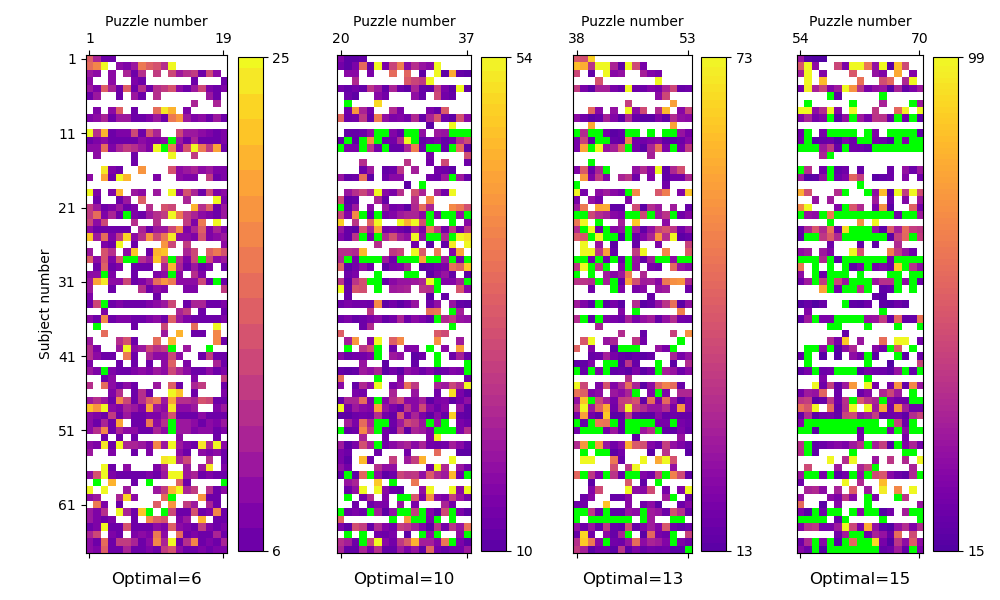 Puzzle number Puzzle number Puzzle number Puzzle number
1 19 20 37 38 53 54 70
1 25 54 73 99
11
21
31
Subject number
41
51
61
6 10 13 15
Optimal=6 Optimal=10 Optimal=13 Optimal=15